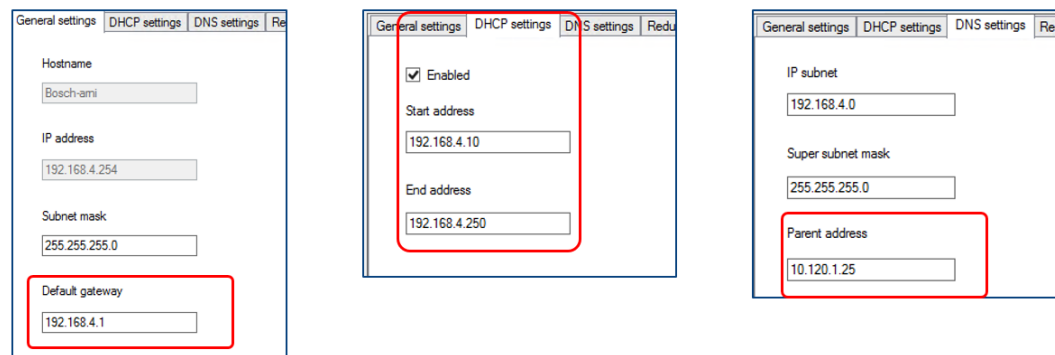 General settings DHCP settings DNS settings Re
Hostname
Bosch-ami
IP address
192.168.4.254
Subnet mask
255.255.255.0
Default gateway
192.168.4.1
General settings DHCP settings DNS settings Redu
Enabled
Start address
192.168.4.10
End address
192.168.4.250
General settings DHCP settings DNS settings Re
IP subnet
192.168.4.0
Super subnet mask
255.255.255.0
Parent address
10.120.1.25